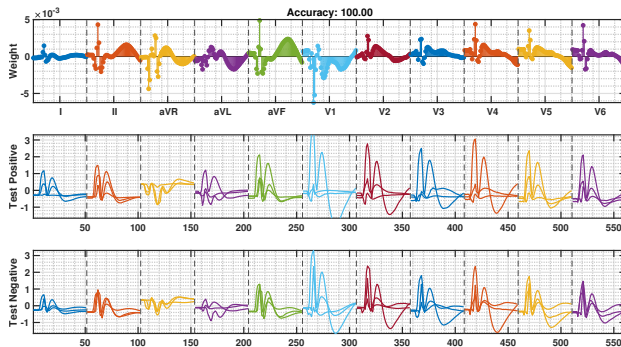 Accuracy: 100.00
×10⁻³
5
0
-5
Weight
I II aVR aVL aVF V1 V2 V3 V4 V5 V6
Test Positive
3
2
1
0
-1
50 100 150 200 250 300 350 400 450 500 550
Test Negative
3
2
1
0
-1
50 100 150 200 250 300 350 400 450 500 550